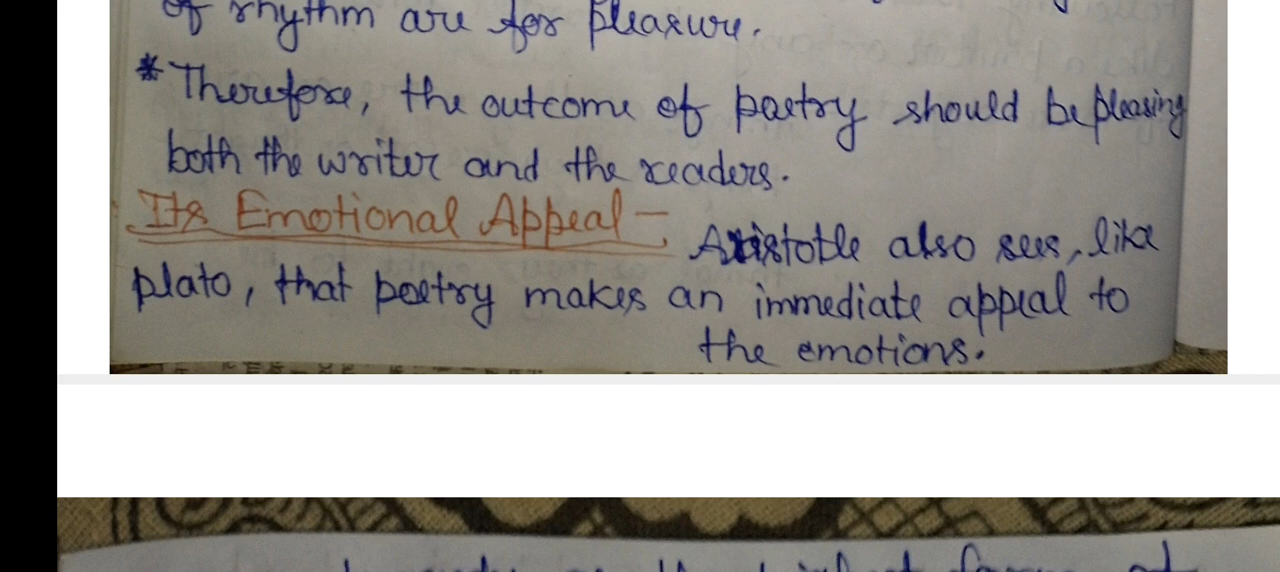 of rhythm are for pleasure.
* Therefore, the outcome of poetry should be pleasing
both the writer and the readers.
Its Emotional Appeal –
Aristotle also sees, like
plato, that poetry makes an immediate appeal to
the emotions.